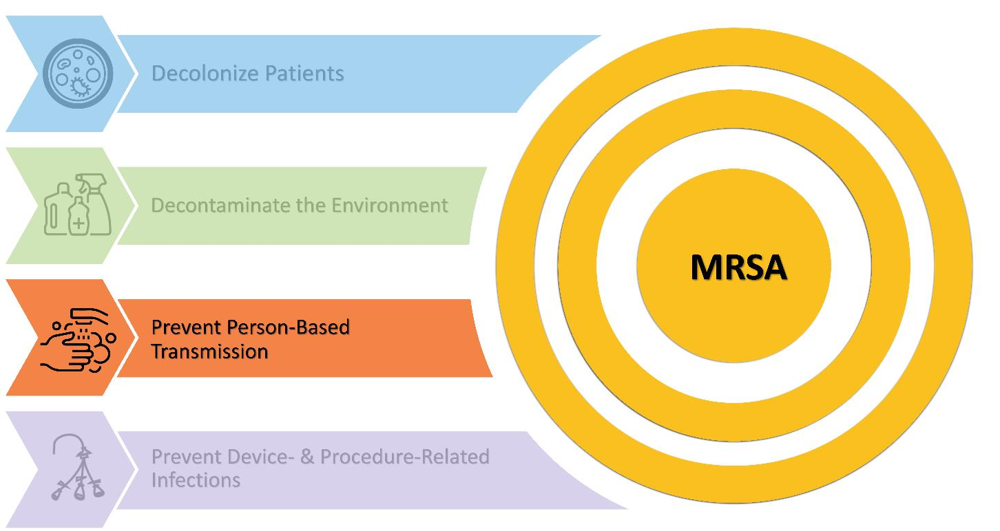 Decolonize Patients
Decontaminate the Environment
Prevent Person-Based
Transmission
Prevent Device- & Procedure-Related
Infections
MRSA